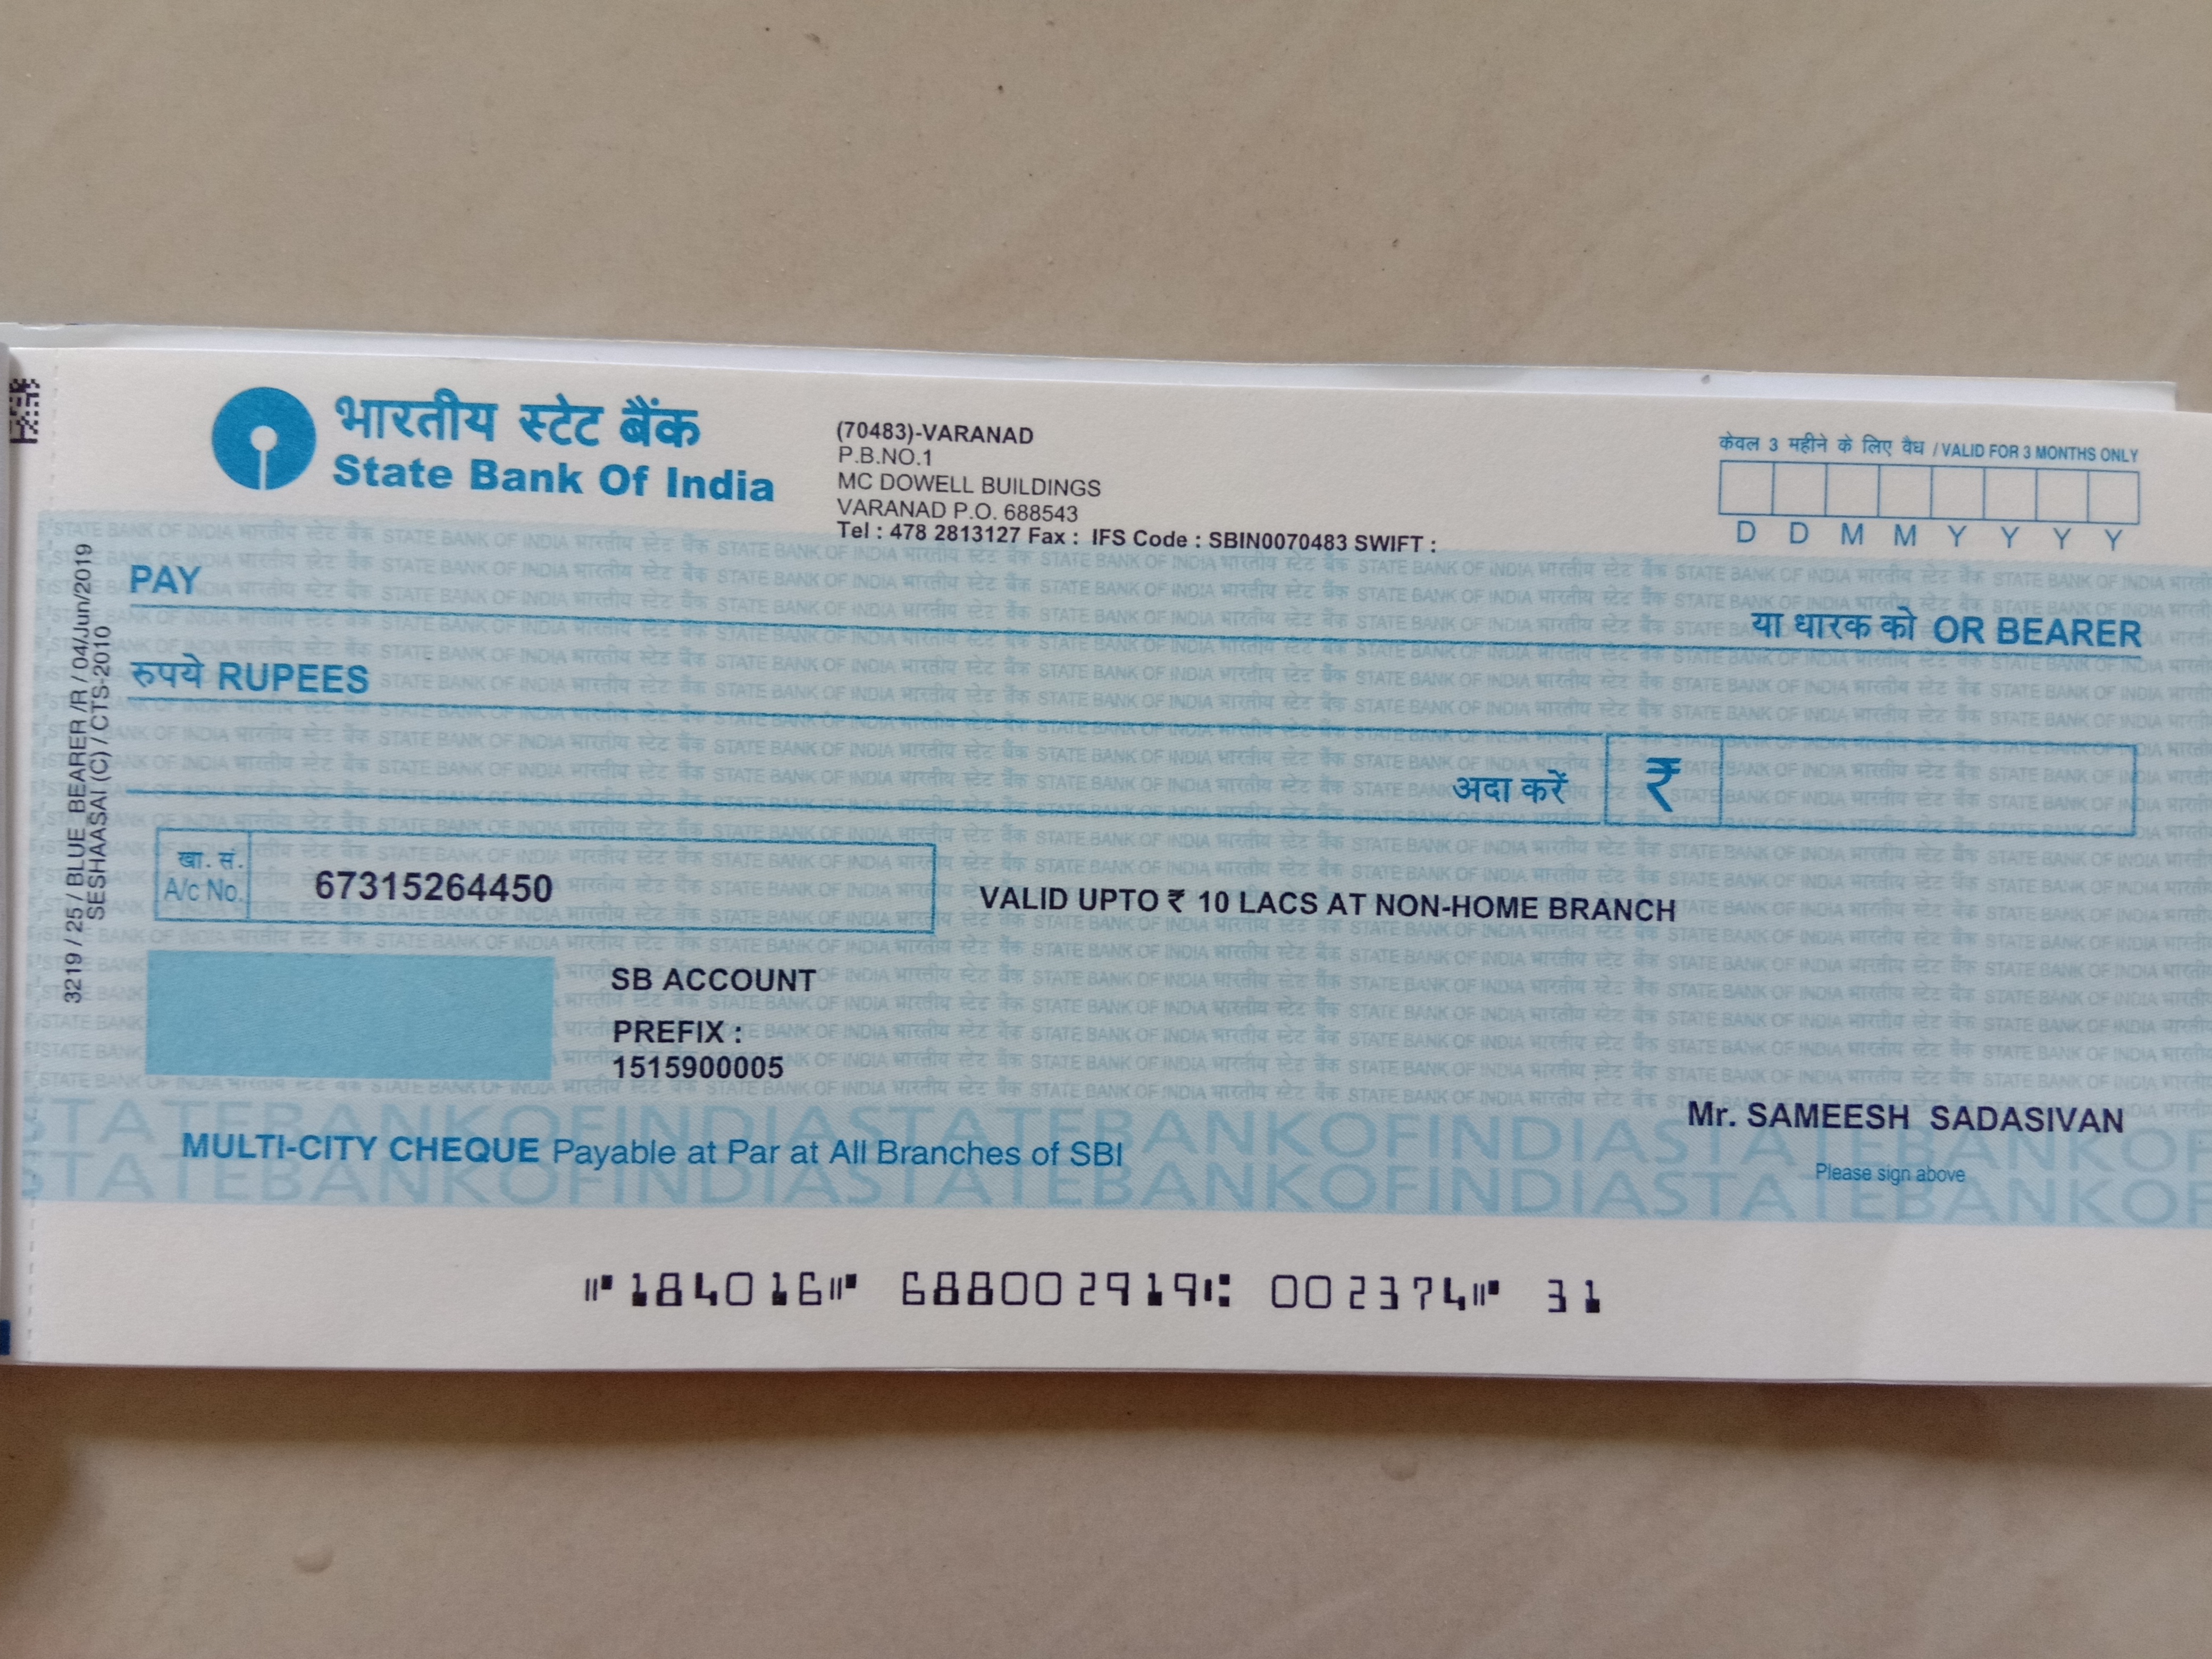 भारतीय स्टेट बैंक
State Bank Of India
(70483)-VARANAD
P.B.NO.1
MC DOWELL BUILDINGS
VARANAD P.O. 688543
Tel : 478 2813127 Fax : IFS Code : SBIN0070483 SWIFT :
केवल 3 महीने के लिए वैध / VALID FOR 3 MONTHS ONLY
D D M M Y Y Y Y
PAY
या धारक को OR BEARER
रुपये RUPEES
अदा करें ₹
खा. सं.
A/c No.
67315264450
VALID UPTO ₹ 10 LACS AT NON-HOME BRANCH
SB ACCOUNT
PREFIX :
1515900005
Mr. SAMEESH SADASIVAN
Please sign above
MULTI-CITY CHEQUE Payable at Par at All Branches of SBI
STATEBANKOFINDIASTATEBANKOFINDIASTATEBANKOF
STATEBANKOFINDIASTATEBANKOFINDIASTATEBANKOF
⑈184016⑈ 688002919⑆ 002374⑈ 31
3219 / 25 / BLUE BEARER /R / 04/Jun/2019
SESHAASAI (C) / CTS-2010